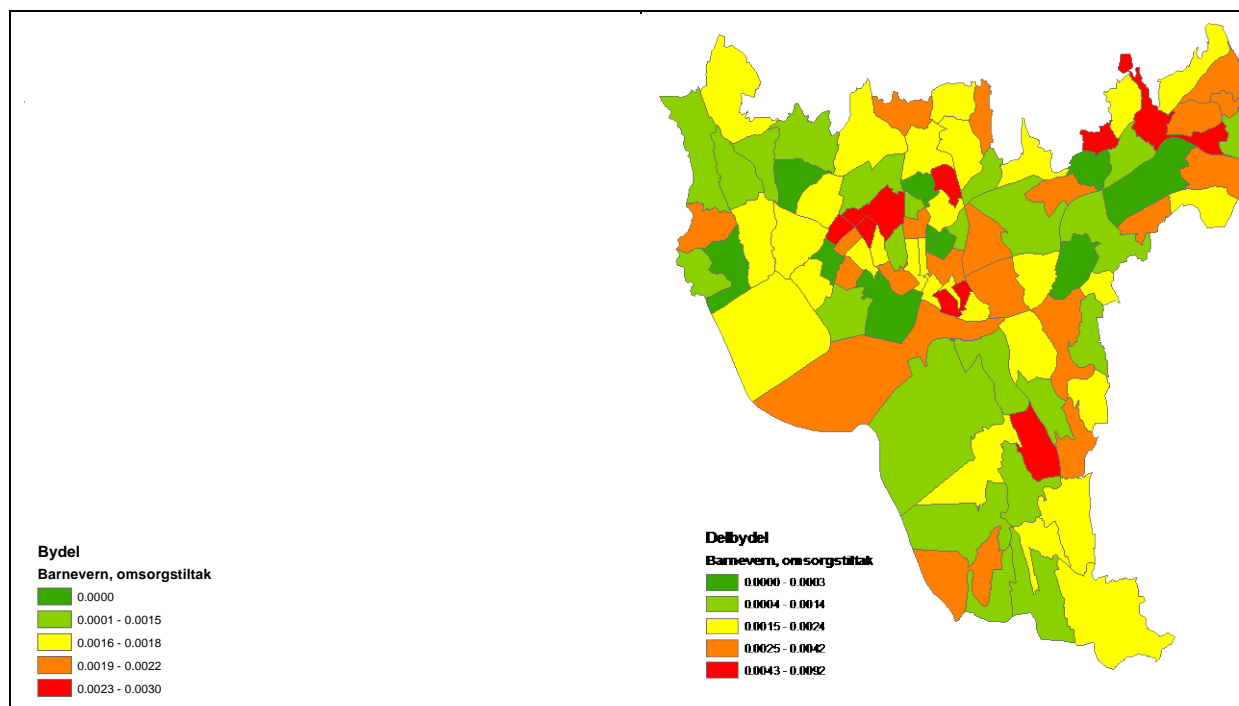 Bydel
Barnevern, omsorgstiltak
0.0000
0.0001 - 0.0015
0.0016 - 0.0018
0.0019 - 0.0022
0.0023 - 0.0030
Delbydel
Barnevern, omsorgstiltak
0.0000 - 0.0003
0.0004 - 0.0014
0.0015 - 0.0024
0.0025 - 0.0042
0.0043 - 0.0092